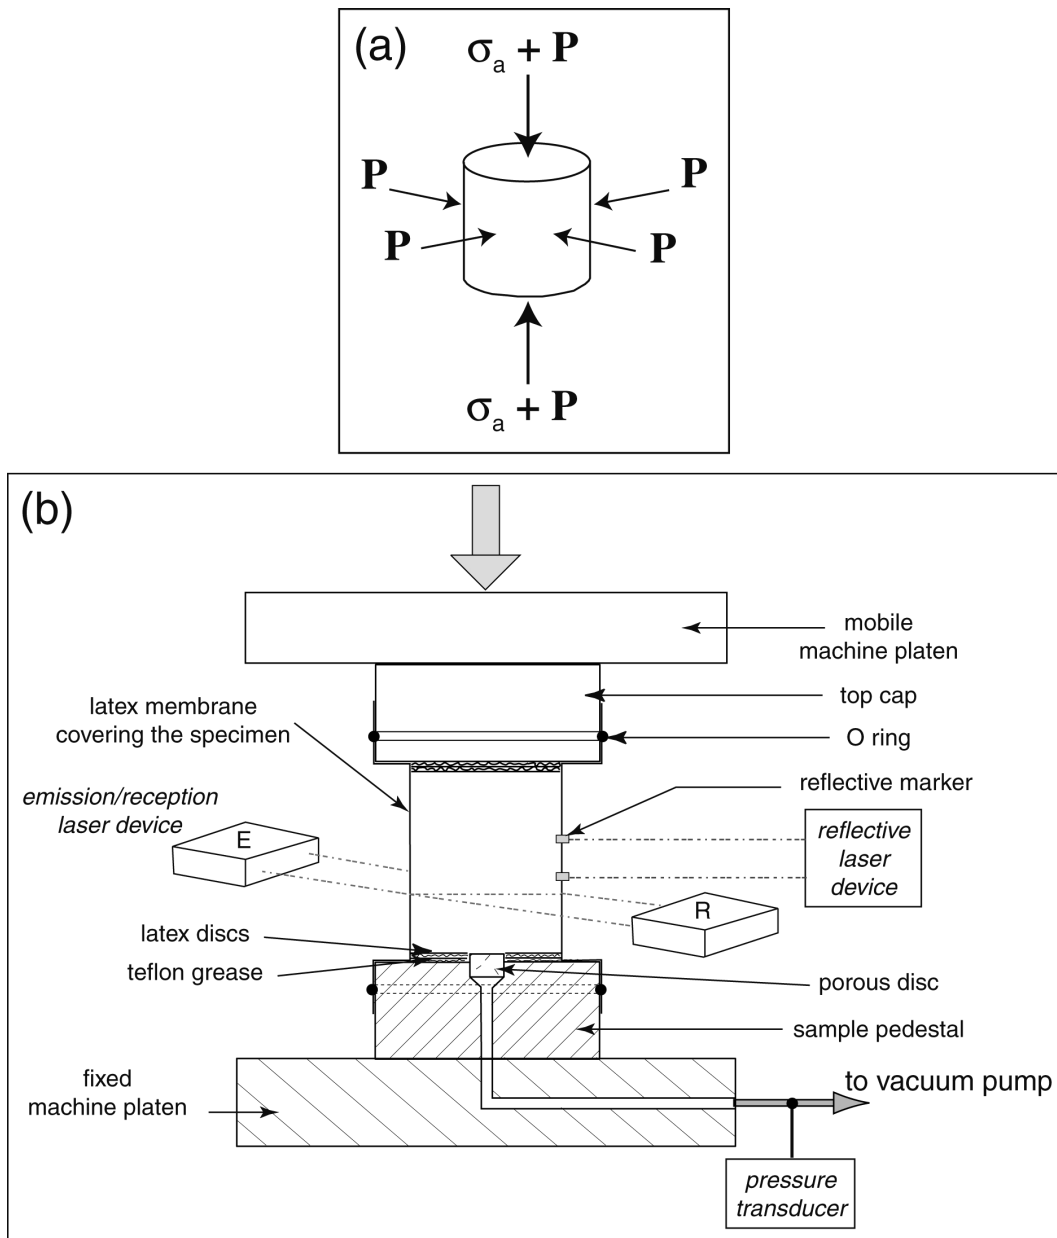 (a)
σa + P
P
P
P
P
σa + P
(b)
mobile
machine platen
top cap
latex membrane
covering the specimen
O ring
reflective marker
emission/reception
laser device
E
reflective
laser
device
R
latex discs
teflon grease
porous disc
sample pedestal
fixed
machine platen
to vacuum pump
pressure
transducer